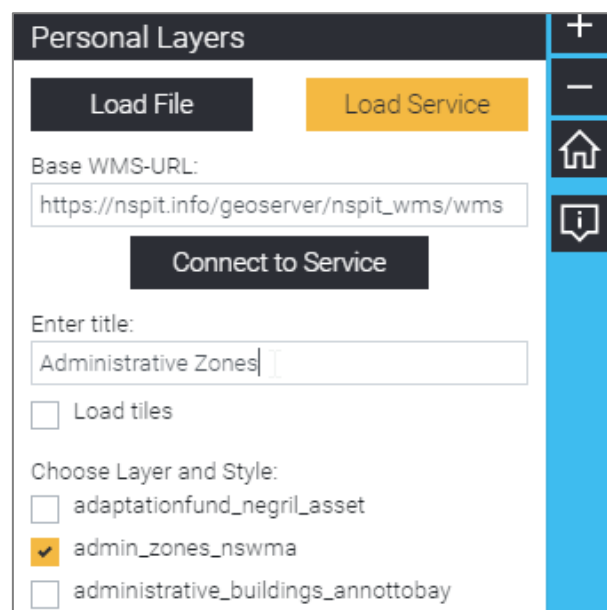 Personal Layers
Load File
Load Service
Base WMS-URL:
https://nspit.info/geoserver/nspit_wms/wms
Connect to Service
Enter title:
Administrative Zones
Load tiles
Choose Layer and Style:
adaptationfund_negril_asset
admin_zones_nswma
administrative_buildings_annottobay